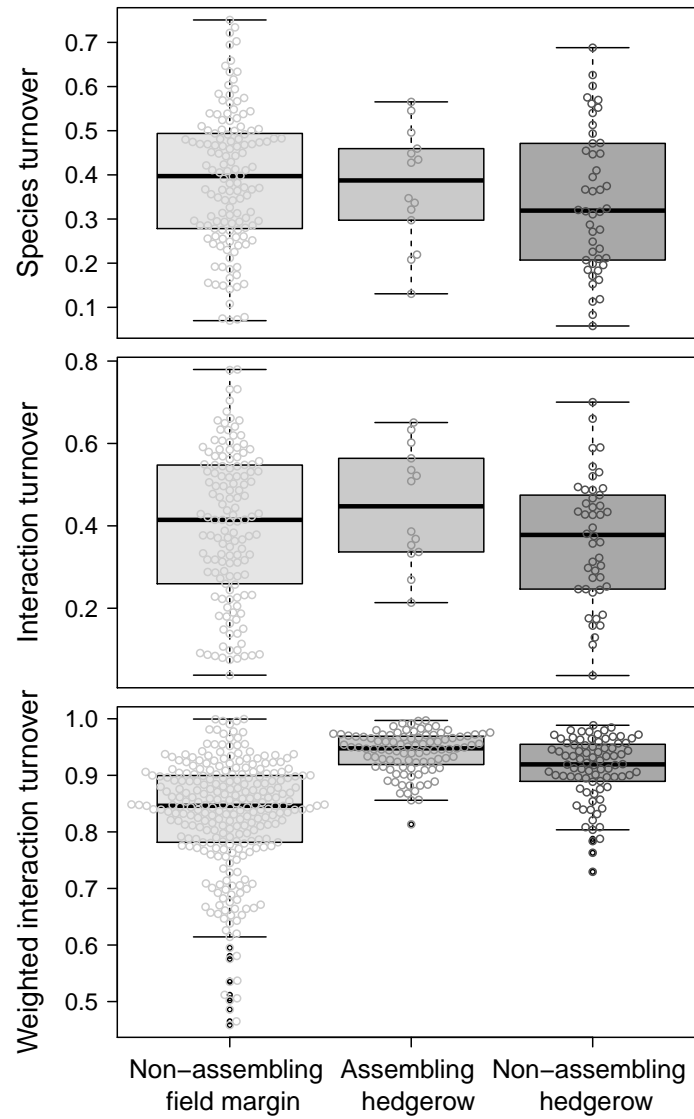 Species turnover
0.7
0.6
0.5
0.4
0.3
0.2
0.1
Interaction turnover
0.8
0.6
0.4
0.2
Weighted interaction turnover
1.0
0.9
0.8
0.7
0.6
0.5
Non−assembling
field margin
Assembling
hedgerow
Non−assembling
hedgerow